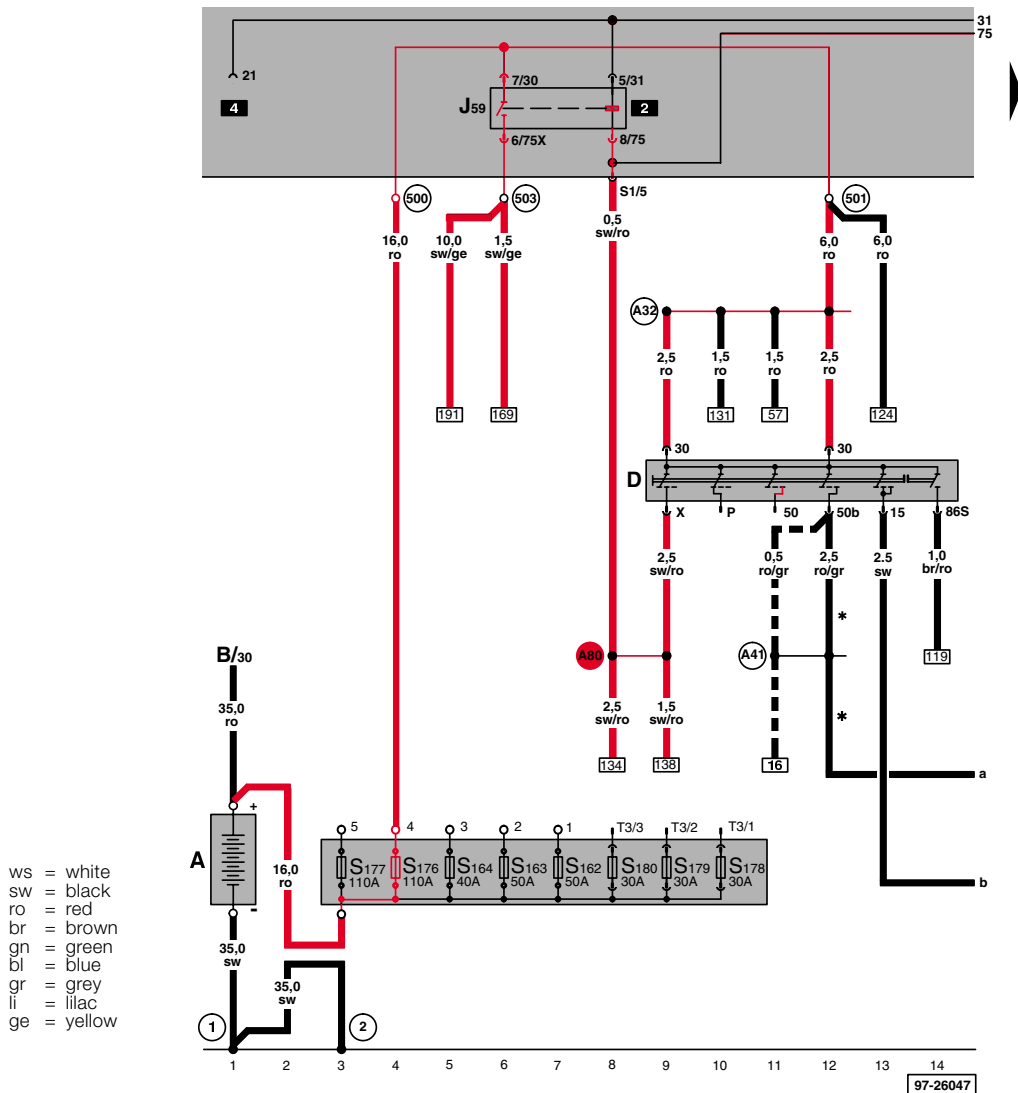 31
75
21
7/30
5/31
4
J59
2
6/75X
8/75
S1/5
500
503
501
16,0
ro
10,0
sw/ge
1,5
sw/ge
0,5
sw/ro
6,0
ro
6,0
ro
A32
2,5
ro
1,5
ro
1,5
ro
2,5
ro
191
169
131
57
124
30
30
D
X
P
50
50b
15
86S
2,5
sw/ro
0,5
ro/gr
2,5
ro/gr
2.5
sw
1,0
br/ro
*
A80
A41
119
B/30
35,0
ro
2,5
sw/ro
1,5
sw/ro
*
134
138
16
a
+
5
4
3
2
1
T3/3
T3/2
T3/1
A
16,0
ro
S177
110A
S176
110A
S164
40A
S163
50A
S162
50A
S180
30A
S179
30A
S178
30A
b
-
ws = white
sw = black
ro = red
br = brown
gn = green
bl = blue
gr = grey
li = lilac
ge = yellow
35,0
sw
35,0
sw
1
2
1 2 3 4 5 6 7 8 9 10 11 12 13 14
97-26047